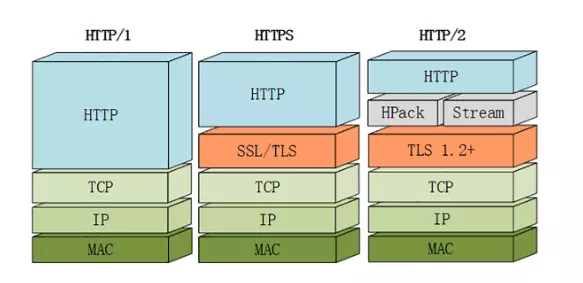 HTTP/1 HTTPS HTTP/2
HTTP HTTP HTTP
HPack Stream
SSL/TLS TLS 1.2+
TCP TCP TCP
IP IP IP
MAC MAC MAC